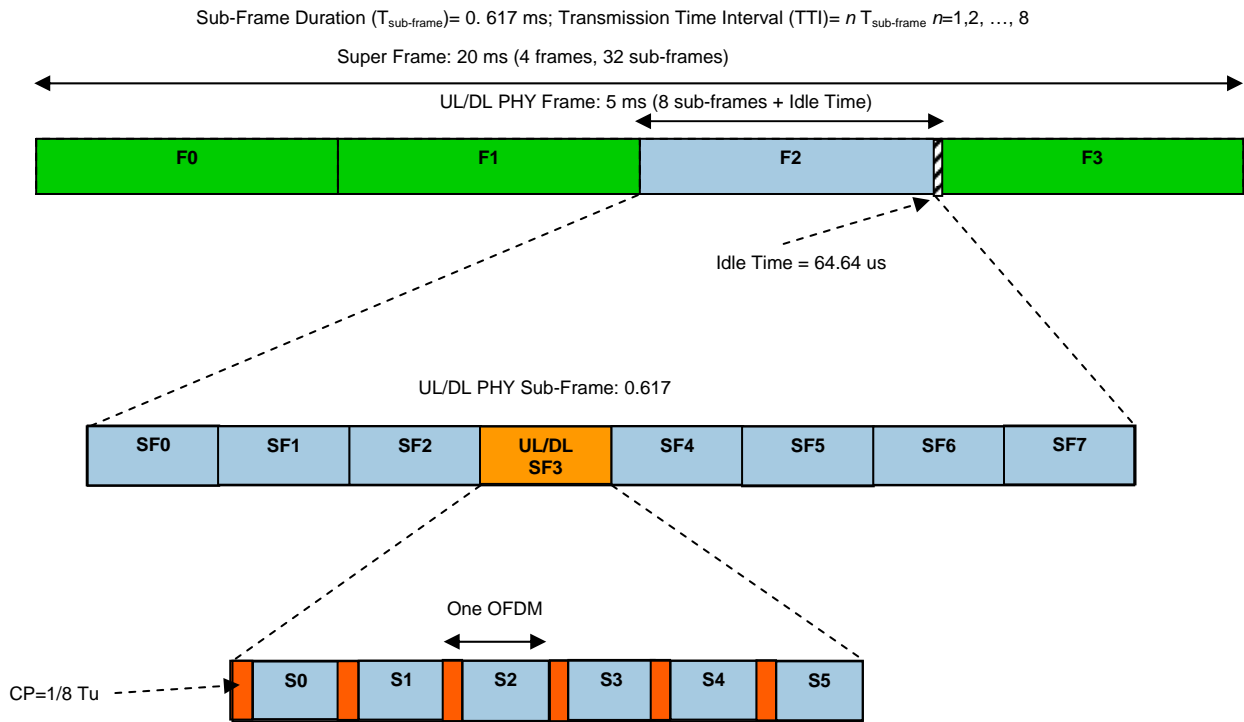 Sub-Frame Duration (Tsub-frame)= 0. 617 ms; Transmission Time Interval (TTI)= n Tsub-frame n=1,2, …, 8
Super Frame: 20 ms (4 frames, 32 sub-frames)
UL/DL PHY Frame: 5 ms (8 sub-frames + Idle Time)
F0 F1 F2 F3
Idle Time = 64.64 us
UL/DL PHY Sub-Frame: 0.617
SF0 SF1 SF2 UL/DL SF4 SF5 SF6 SF7
SF3
One OFDM
S0 S1 S2 S3 S4 S5
CP=1/8 Tu